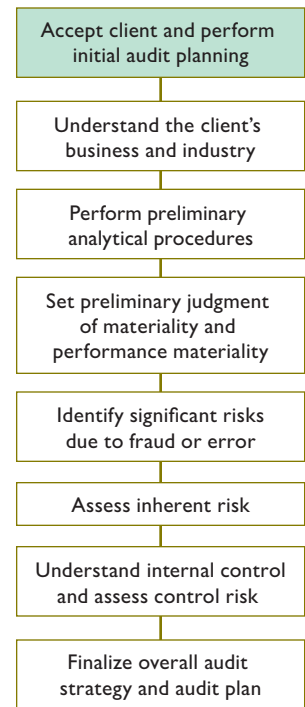 Accept client and perform
initial audit planning
Understand the client's
business and industry
Perform preliminary
analytical procedures
Set preliminary judgment
of materiality and
performance materiality
Identify significant risks
due to fraud or error
Assess inherent risk
Understand internal control
and assess control risk
Finalize overall audit
strategy and audit plan